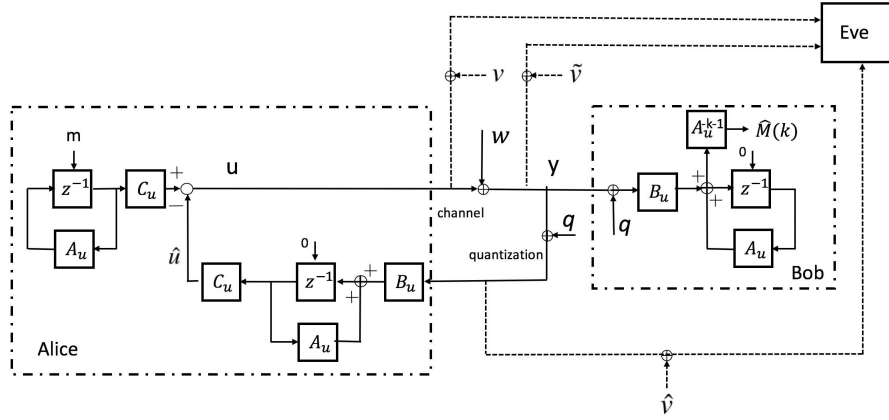 Eve
v
ṽ
A_u^{-k-1}
M̂(k)
m
w
0
u
y
z⁻¹
C_u
+
−
B_u
+
+
z⁻¹
channel
q
q
A_u
û
0
quantization
A_u
Bob
C_u
z⁻¹
+
+
B_u
A_u
Alice
v̂